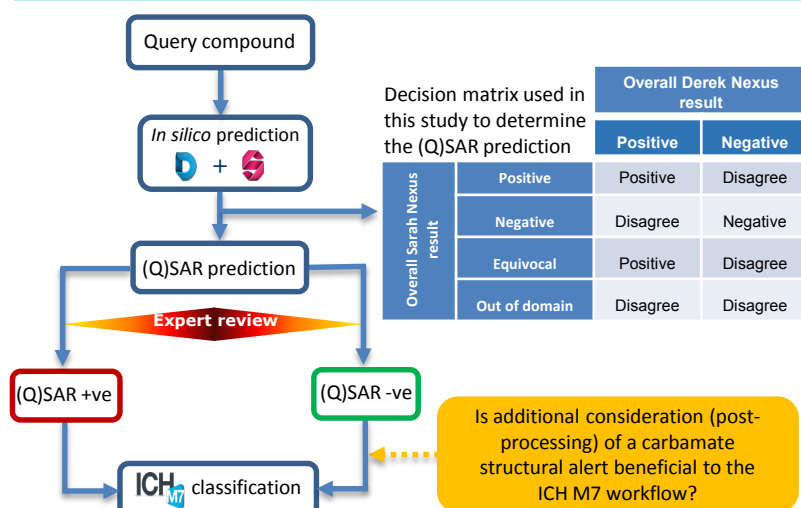 Query compound
In silico prediction
D + S
(Q)SAR prediction
Expert review
(Q)SAR +ve
(Q)SAR -ve
ICH M7 classification
Decision matrix used in
this study to determine
the (Q)SAR prediction
Overall Derek Nexus
result
Positive Negative
Overall Sarah Nexus
result
Positive Positive Disagree
Negative Disagree Negative
Equivocal Positive Disagree
Out of domain Disagree Disagree
Is additional consideration (post-
processing) of a carbamate
structural alert beneficial to the
ICH M7 workflow?